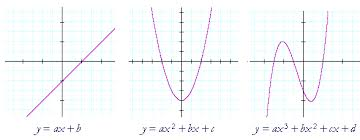 y = ax + b
y = ax² + bx + c
y = ax³ + bx² + cx + d